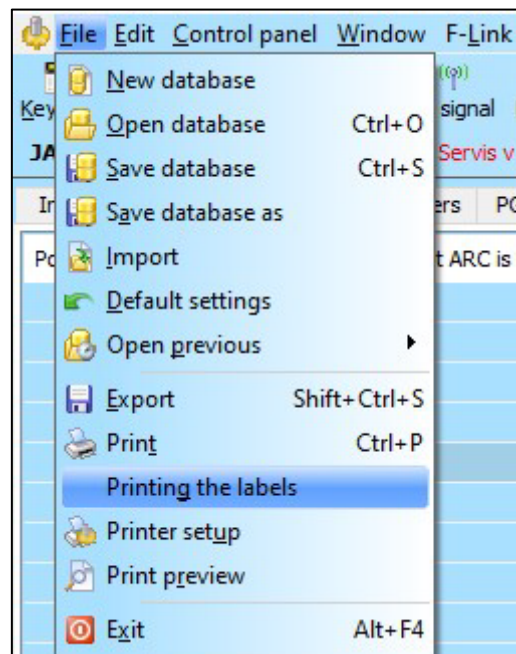 File Edit Control panel Window F-Link
Key signal
JA Servis v
In ers PC
Po t ARC is
New database
Open database Ctrl+O
Save database Ctrl+S
Save database as
Import
Default settings
Open previous
Export Shift+Ctrl+S
Print Ctrl+P
Printing the labels
Printer setup
Print preview
Exit Alt+F4